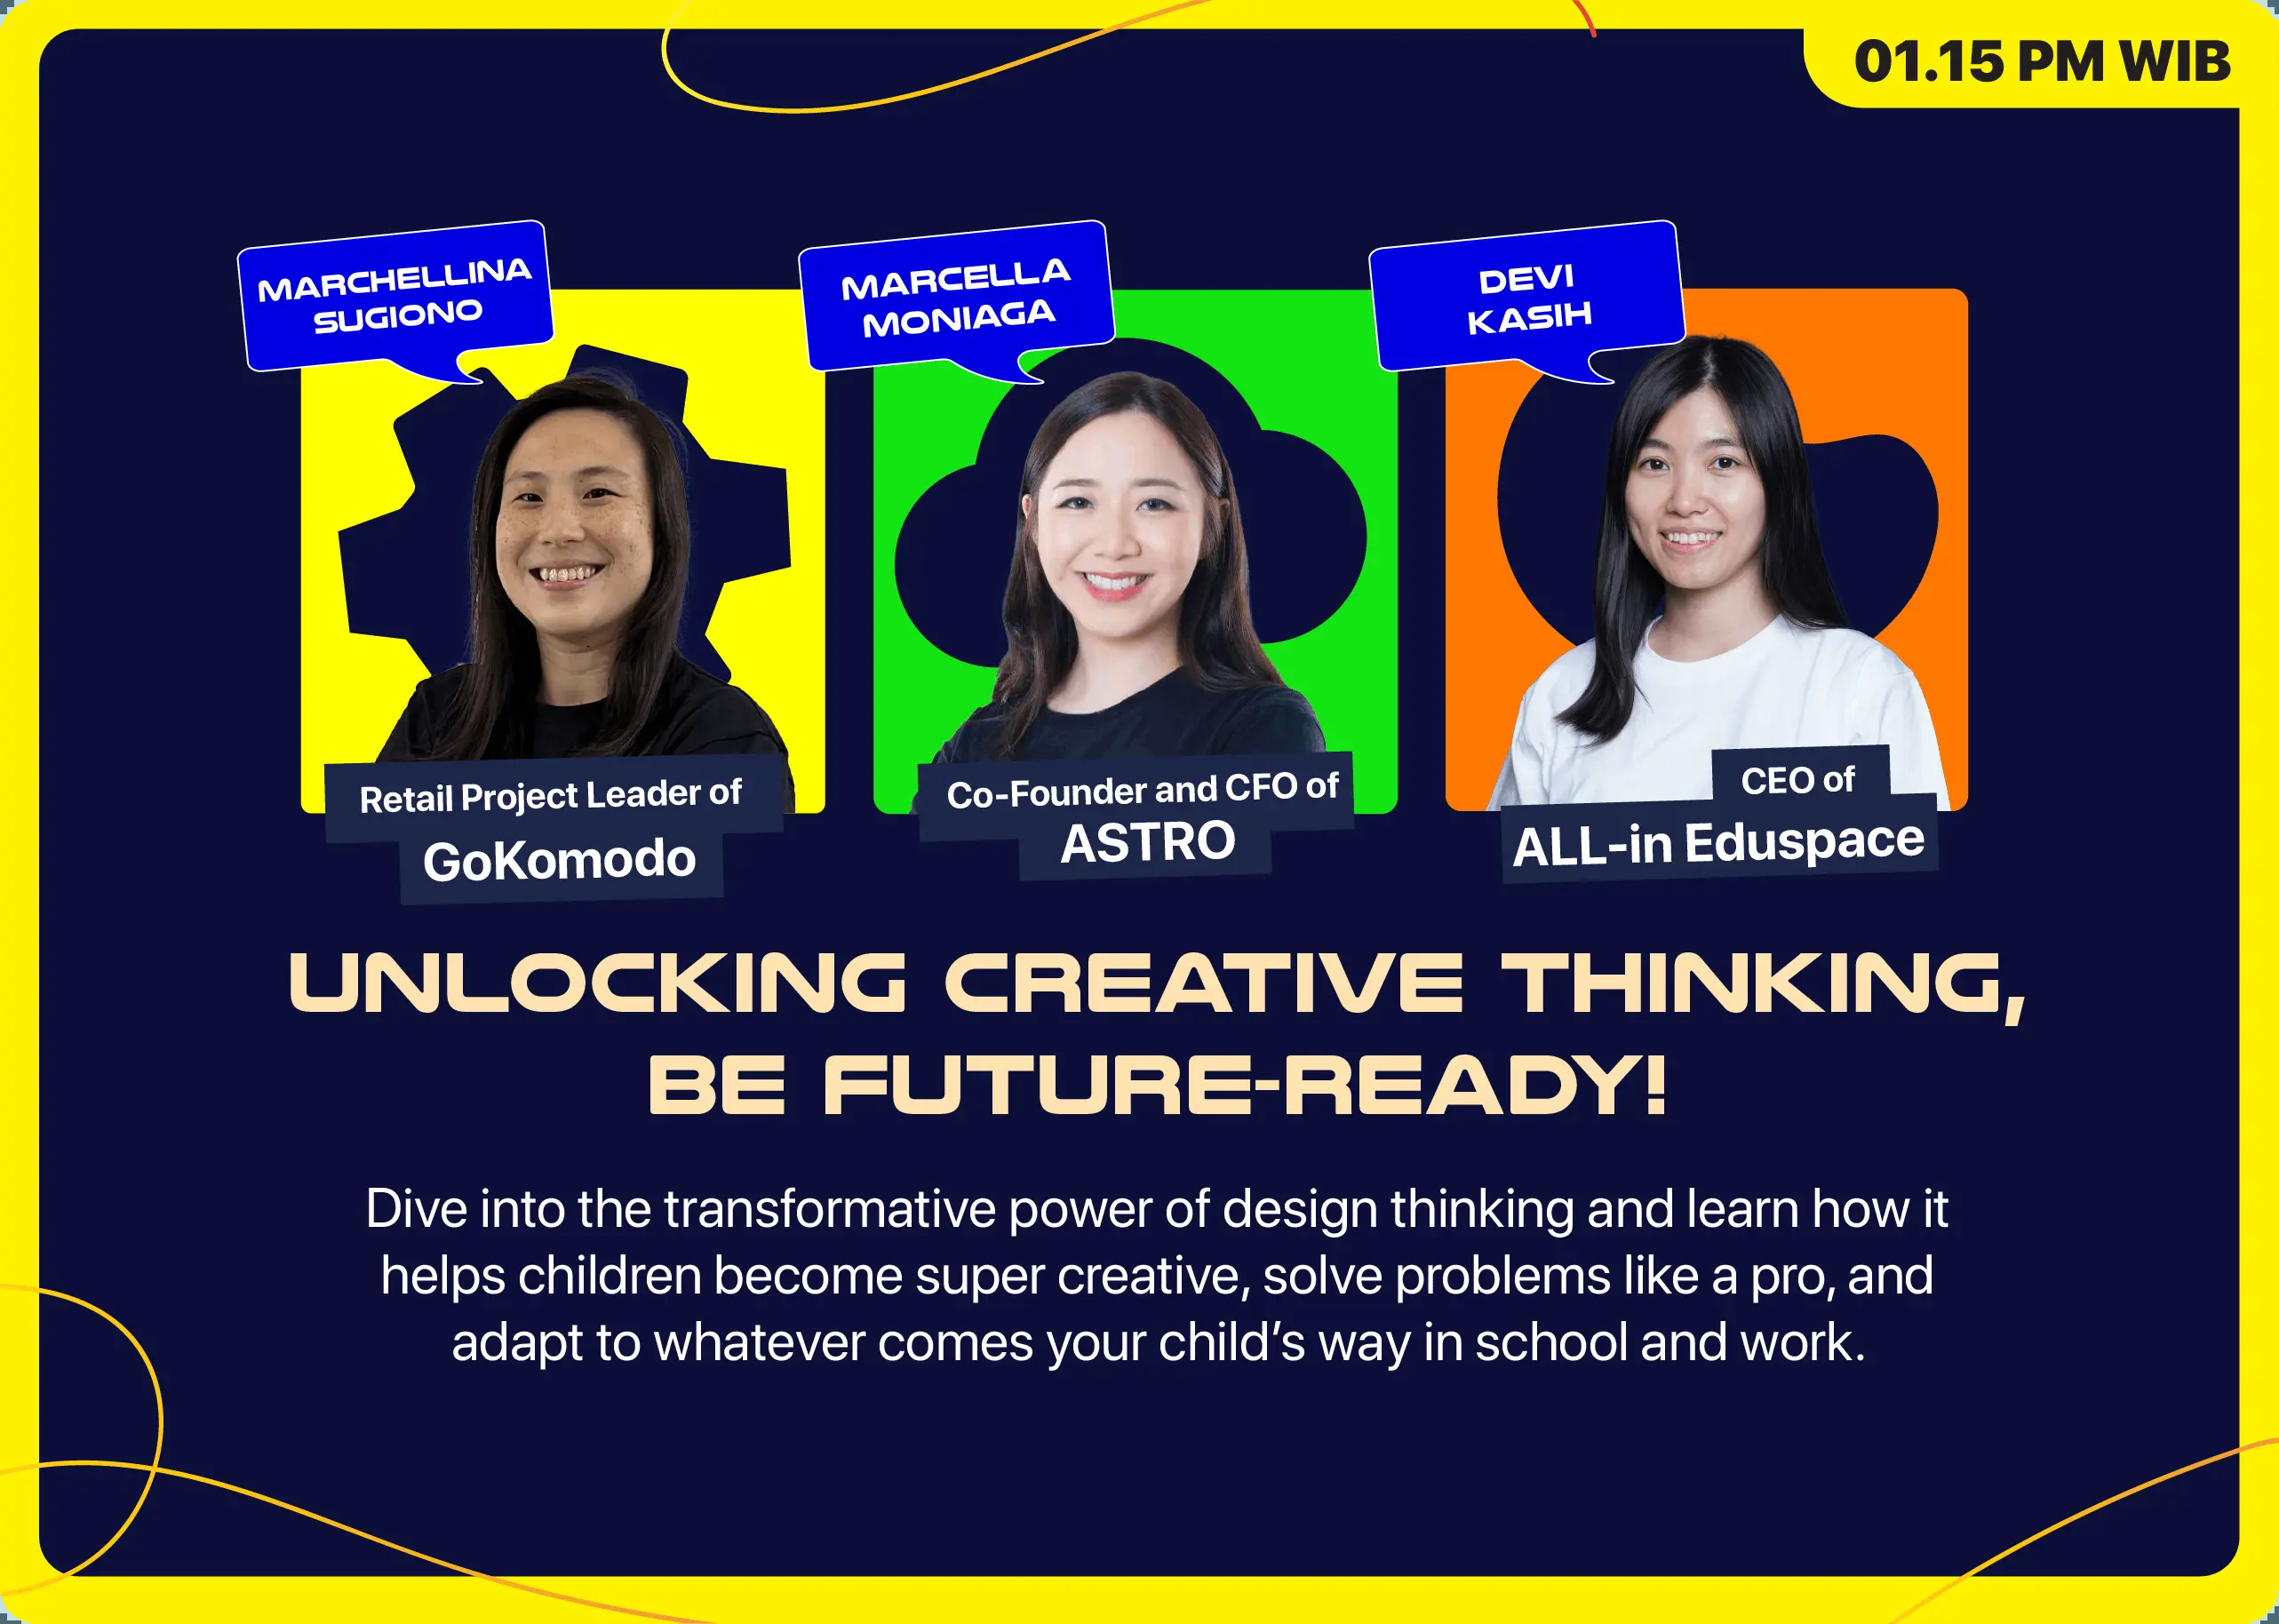 01.15 PM WIB
MARCHELLINA
SUGIONO
MARCELLA
MONIAGA
DEVI
KASIH
Retail Project Leader of
GoKomodo
Co-Founder and CFO of
ASTRO
CEO of
ALL-in Eduspace
UNLOCKING CREATIVE THINKING,
BE FUTURE-READY!
Dive into the transformative power of design thinking and learn how it
helps children become super creative, solve problems like a pro, and
adapt to whatever comes your child’s way in school and work.